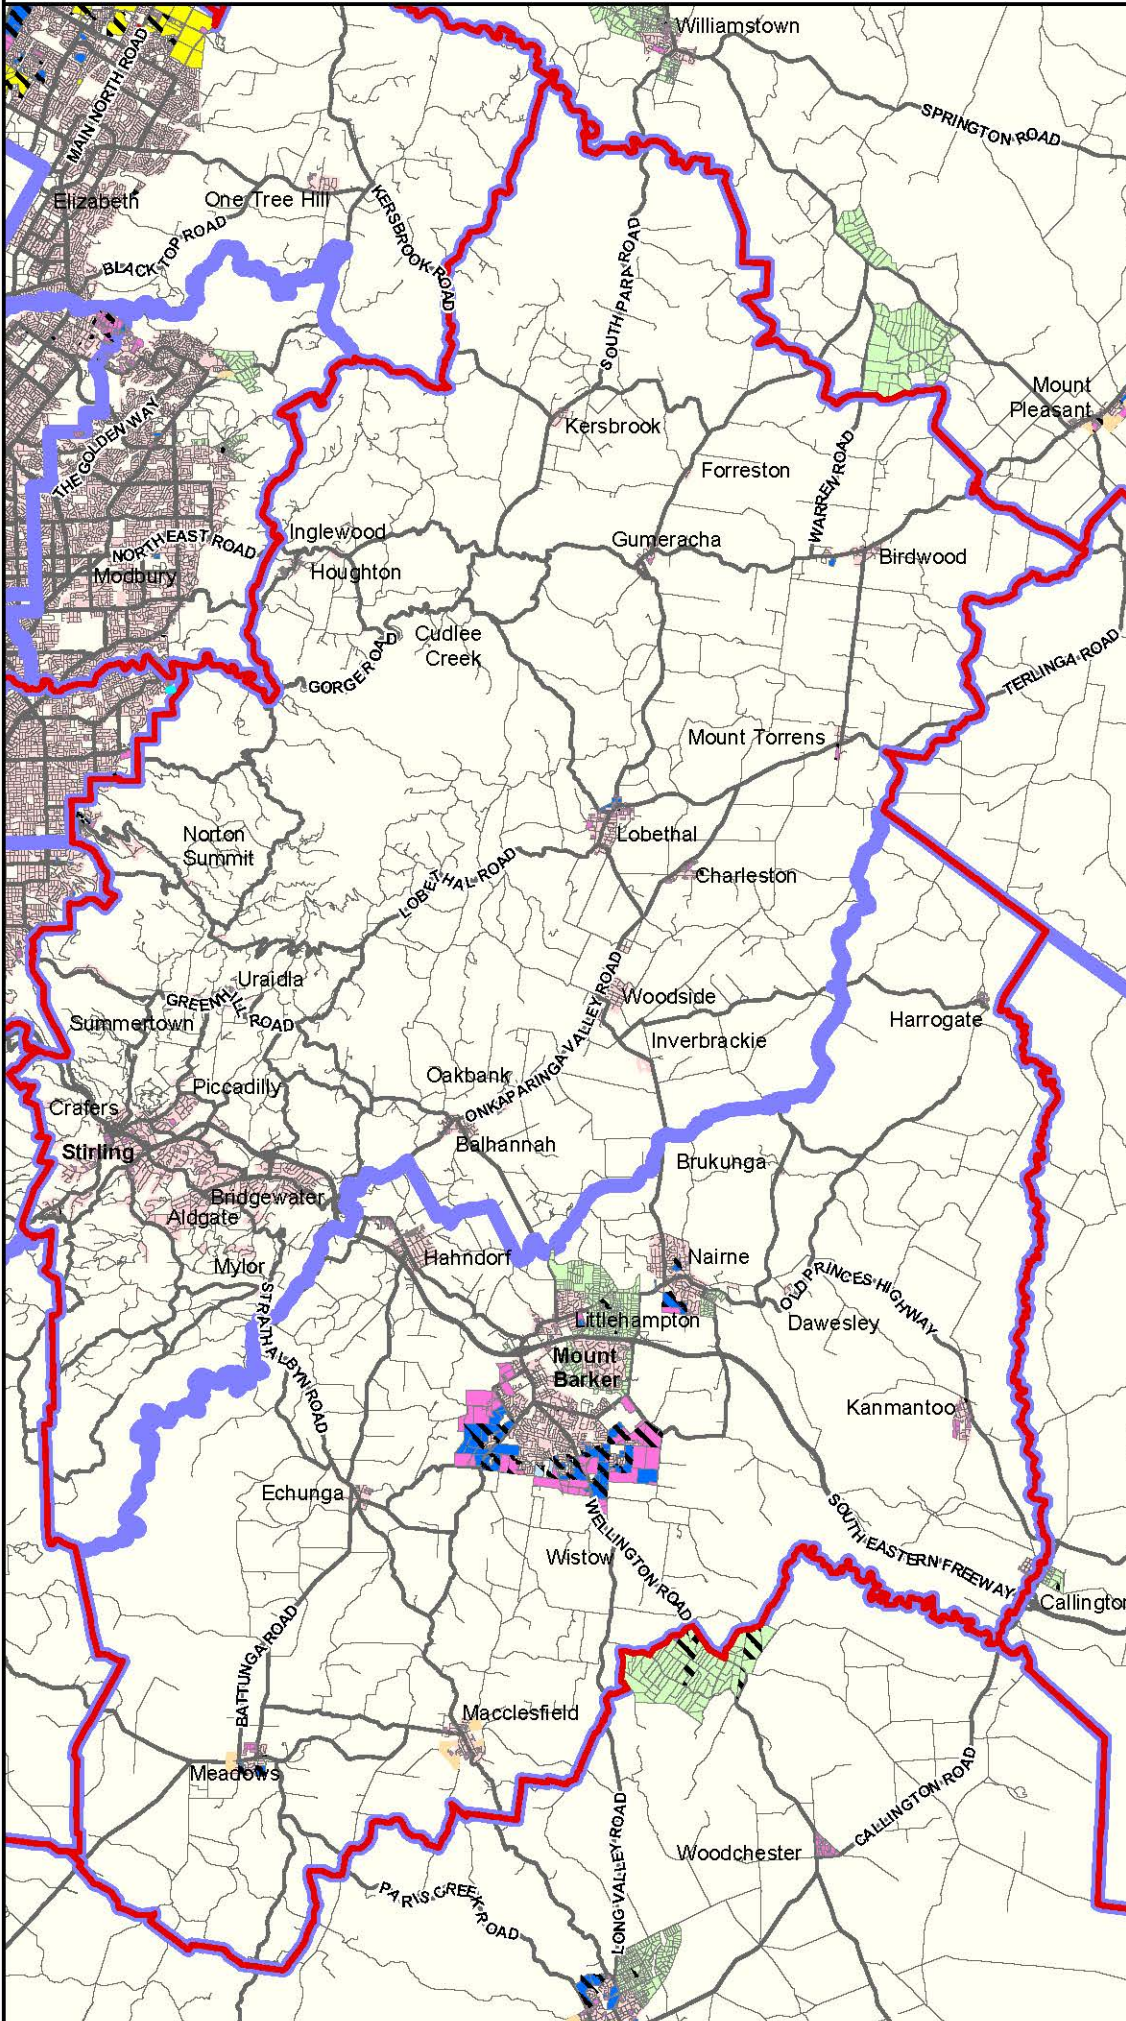 Williamstown
MAIN NORTH ROAD
SPRINGTON ROAD
Elizabeth
One Tree Hill
KERSBROOK ROAD
BLACK TOP ROAD
SOUTH PARA ROAD
Mount
Pleasant
THE GOLDEN WAY
Kersbrook
Forreston
WARREN ROAD
NORTH EAST ROAD
Modbury
Inglewood
Houghton
Gumeracha
Birdwood
Cudlee
Creek
GORGE ROAD
TERLINGA ROAD
Mount Torrens
Norton
Summit
Lobethal
LOBETHAL ROAD
Charleston
Uraidla
GREENHILL ROAD
Summertown
Woodside
Harrogate
Inverbrackie
ONKAPARINGA VALLEY ROAD
Oakbank
Piccadilly
Crafers
Stirling
Balhannah
Brukunga
Bridgewater
Aldgate
Mylor
Hahndorf
Nairne
STRATHALBYN ROAD
OLD PRINCES HIGHWAY
Littlehampton
Dawesley
Mount
Barker
Kanmantoo
Echunga
WELLINGTON ROAD
SOUTH EASTERN FREEWAY
Wistow
Callington
BATTUNGA ROAD
Macclesfield
Meadows
CALLINGTON ROAD
LONG VALLEY ROAD
Woodchester
PARIS CREEK ROAD